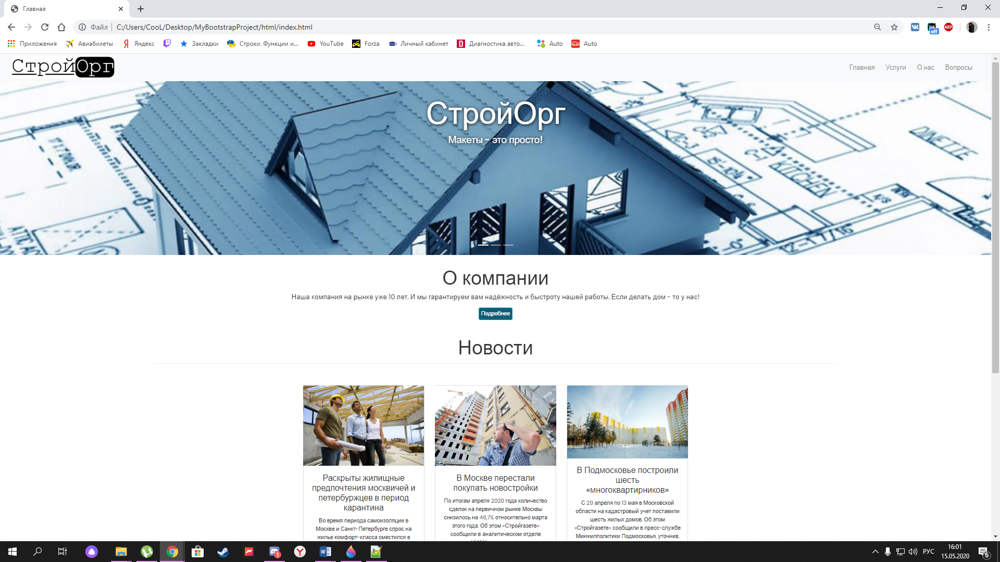 Главная
Файл C:/Users/CooL/Desktop/MyBootstrapProject/html/index.html
ABP
off
Приложения Авиабилеты Яндекс Закладки Строки. Функции и... YouTube Forza Личный кабинет Диагностика авто... Auto Auto
СтройОрг
Главная Услуги О нас Вопросы
СтройОрг
Макеты - это просто!
DINETTE
KITCHEN
О компании
Наша компания на рынке уже 10 лет. И мы гарантируем вам надёжность и быстроту нашей работы. Если делать дом - то у нас!
Подробнее
Новости
Раскрыты жилищные
предпочтения москвичей и
петербуржцев в период
карантина
Во время периода самоизоляции в
Москве и Санкт-Петербурге спрос на
жилье комфорт-класса сместился в
В Москве перестали
покупать новостройки
По итогам апреля 2020 года количество
сделок на первичном рынке Москвы
снизилось на 46,7% относительно марта
этого года. Об этом «Стройгазете»
сообщили в аналитическом отделе
В Подмосковье построили
шесть
«многоквартирников»
С 29 апреля по 13 мая в Московской
области на кадастровый учет поставили
шесть жилых домов. Об этом
«Стройгазете» сообщили в пресс-службе
Минжилполитики Подмосковья, уточнив,
РУС
16:01
15.05.2020
6
1